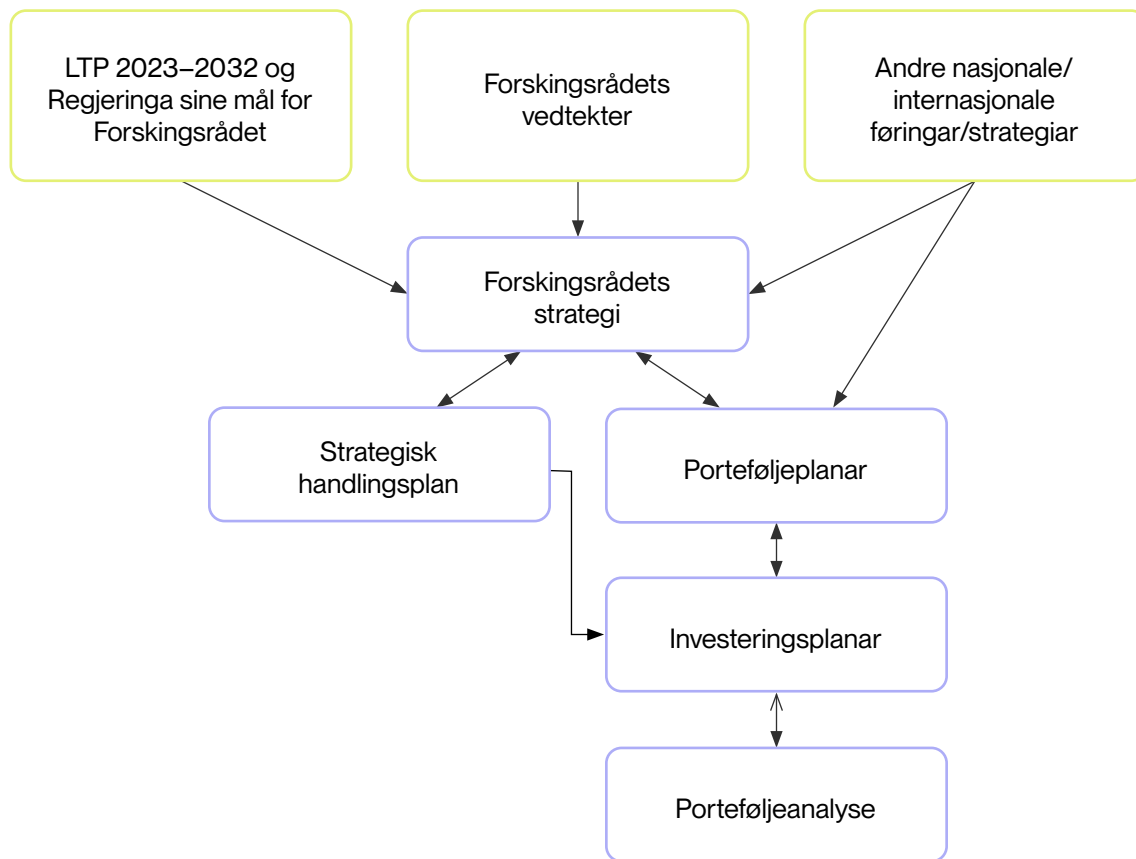 LTP 2023–2032 og
Regjeringa sine mål for
Forskingsrådet
Forskingsrådets
vedtekter
Andre nasjonale/
internasjonale
føringar/strategiar
Forskingsrådets
strategi
Strategisk
handlingsplan
Porteføljeplanar
Investeringsplanar
Porteføljeanalyse